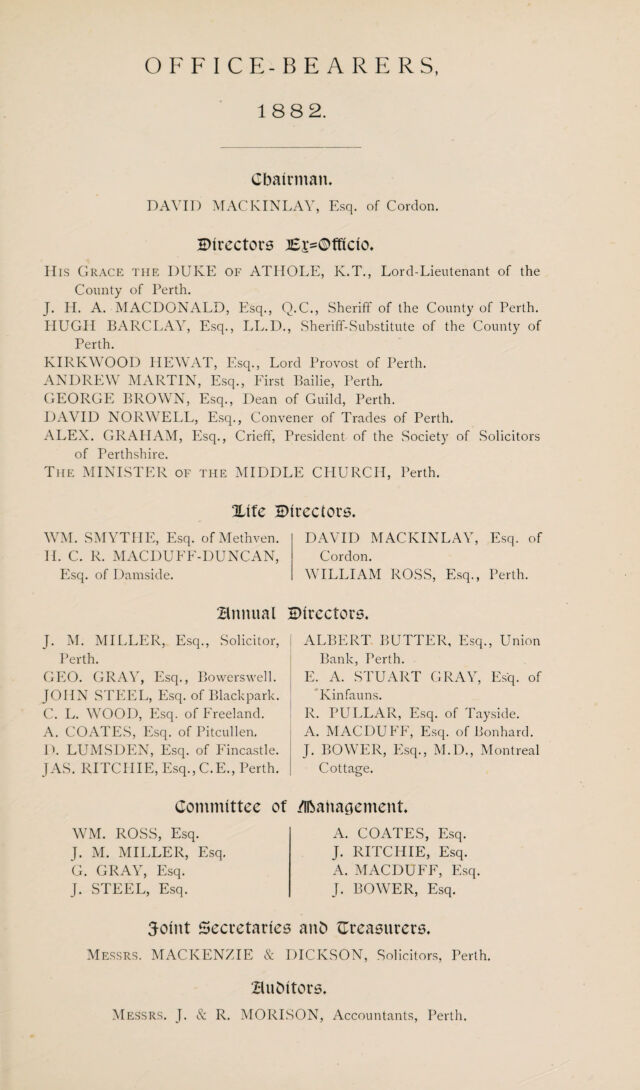 OFFICE-BEARERS,
1882.
Chairman.
DAVID MACKINLAY, Esq. of Cordon.
Directors Ex=Officio.
His Grace the DUKE of ATHOLE, K.T., Lord-Lieutenant of the
County of Perth.
J. H. A. MACDONALD, Esq., Q.C., Sheriff of the County of Perth.
HUGH BARCLAY, Esq., LL.D., Sheriff-Substitute of the County of
Perth.
KIRKWOOD HEWAT, Esq., Lord Provost of Perth.
ANDREW MARTIN, Esq., First Bailie, Perth.
GEORGE BROWN, Esq., Dean of Guild, Perth.
DAVID NORWELL, Esq., Convener of Trades of Perth.
ALEX. GRAHAM, Esq., Crieff, President of the Society of Solicitors
of Perthshire.
The MINISTER of the MIDDLE CHURCH, Perth.
Life Directors.
WM. SMYTHE, Esq. of Methven.
H. C. R. MACDUFF-DUNCAN,
Esq. of Damside.
DAVID MACKINLAY, Esq. of
Cordon.
WILLIAM ROSS, Esq., Perth.
Annual Directors.
J. M. MILLER, Esq., Solicitor,
Perth.
GEO. GRAY, Esq., Bowerswell.
JOHN STEEL, Esq. of Blackpark.
C. L. WOOD, Esq. of Freeland.
A. COATES, Esq. of Pitcullen.
D. LUMSDEN, Esq. of Fincastle.
JAS. RITCHIE, Esq., C.E., Perth.
ALBERT BUTTER, Esq., Union
Bank, Perth.
E. A. STUART GRAY, Esq. of
Kinfauns.
R. PULLAR, Esq. of Tayside.
A. MACDUFF, Esq. of Bonhard.
J. BOWER, Esq., M.D., Montreal
Cottage.
Committee of Management.
WM. ROSS, Esq.
J. M. MILLER, Esq.
G. GRAY, Esq.
J. STEEL, Esq.
A. COATES, Esq.
J. RITCHIE, Esq.
A. MACDUFF, Esq.
J. BOWER, Esq.
Joint Secretaries and Treasurers.
Messrs. MACKENZIE & DICKSON, Solicitors, Perth.
Auditors.
Messrs. J. & R. MORISON, Accountants, Perth.